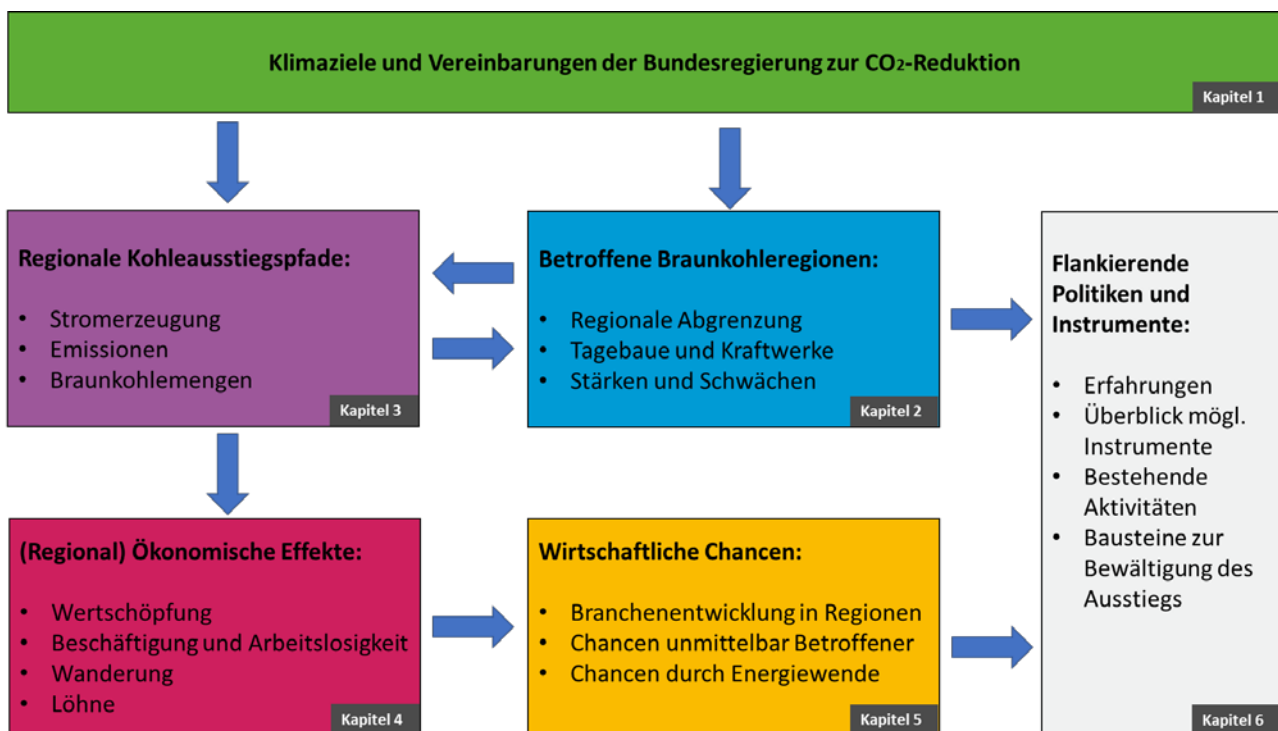 Klimaziele und Vereinbarungen der Bundesregierung zur CO₂-Reduktion
Kapitel 1
Regionale Kohleausstiegspfade:
• Stromerzeugung
• Emissionen
• Braunkohlemengen
Kapitel 3
Betroffene Braunkohleregionen:
• Regionale Abgrenzung
• Tagebaue und Kraftwerke
• Stärken und Schwächen
Kapitel 2
(Regional) Ökonomische Effekte:
• Wertschöpfung
• Beschäftigung und Arbeitslosigkeit
• Wanderung
• Löhne
Kapitel 4
Wirtschaftliche Chancen:
• Branchenentwicklung in Regionen
• Chancen unmittelbar Betroffener
• Chancen durch Energiewende
Kapitel 5
Flankierende
Politiken und
Instrumente:
• Erfahrungen
• Überblick mögl.
Instrumente
• Bestehende
Aktivitäten
• Bausteine zur
Bewältigung des
Ausstiegs
Kapitel 6